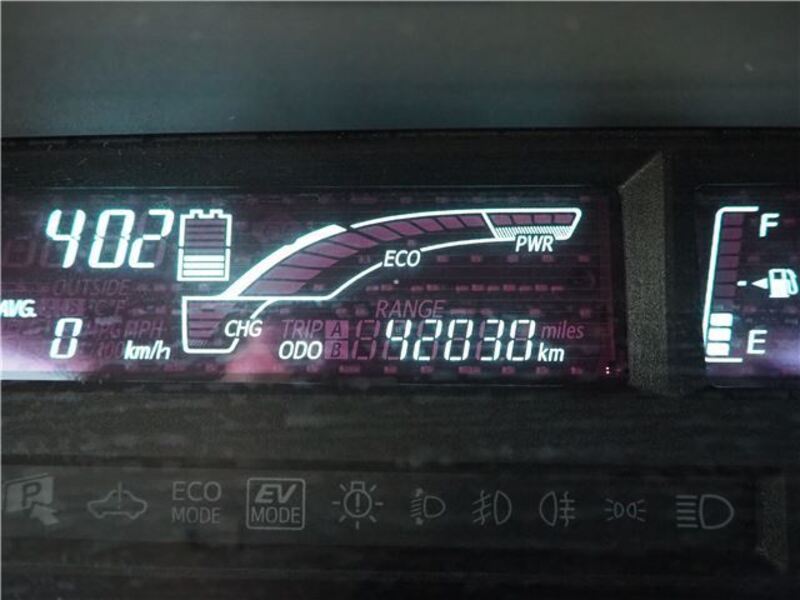 402
F
ECO
PWR
OUTSIDE
AVG.
RANGE
CHG
TRIP A
miles
E
0 km/h
ODO B 42030 km
P
ECO MODE
EV MODE